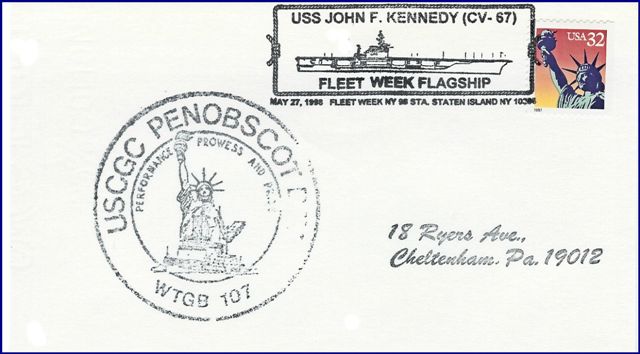 USS JOHN F. KENNEDY (CV-67)
FLEET WEEK FLAGSHIP
MAY 27, 1998 FLEET WEEK NY 98 STA. STATEN ISLAND NY
USA 32
1997
USCGC PENOBSCOT
PERFORMANCE PROWESS AND
WTGB 107
18 Ryers Ave.,
Cheltenham. Pa. 19012